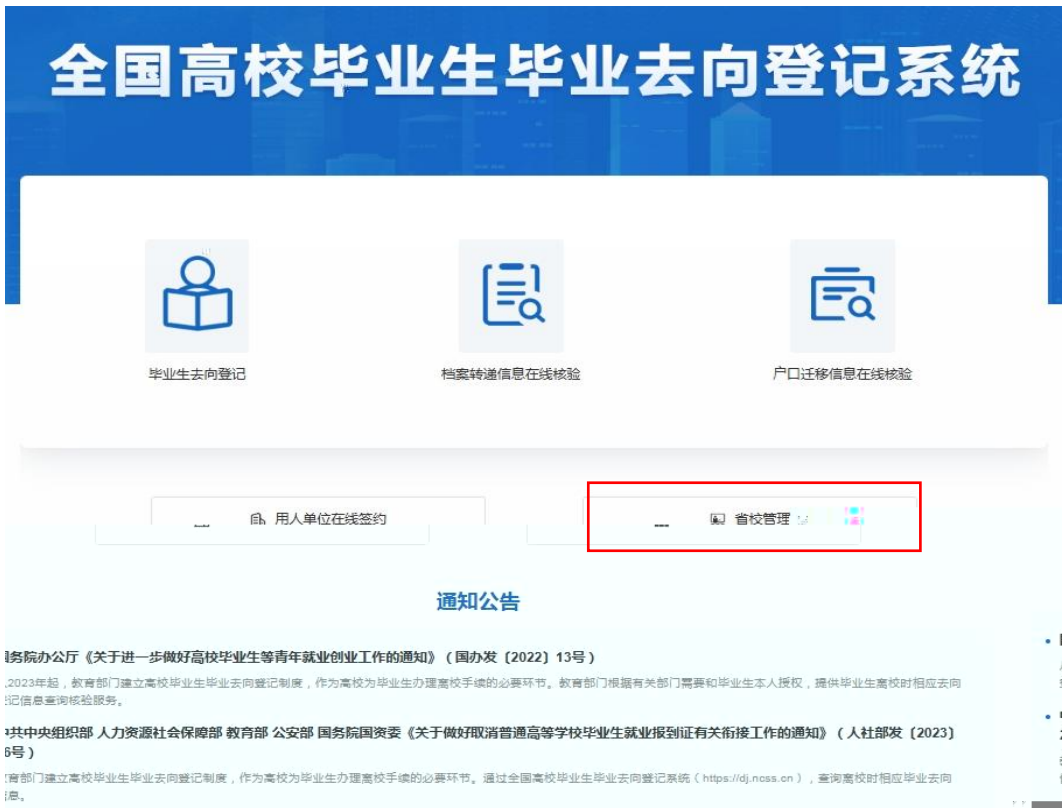 全国高校毕业生毕业去向登记系统
毕业生去向登记
档案转递信息在线核验
户口迁移信息在线核验
用人单位在线签约
省校管理
通知公告
国务院办公厅《关于进一步做好高校毕业生等青年就业创业工作的通知》（国办发〔2022〕13号）
2023年起，教育部门建立高校毕业生毕业去向登记制度，作为高校为毕业生办理离校手续的必要环节。教育部门根据有关部门需要和毕业生本人授权，提供毕业生离校时相应去向
登记信息查询核验服务。
中共中央组织部 人力资源社会保障部 教育部 公安部 国务院国资委《关于做好取消普通高等学校毕业生就业报到证有关衔接工作的通知》（人社部发〔2023〕
6号）
教育部门建立高校毕业生毕业去向登记制度，作为高校为毕业生办理离校手续的必要环节。通过全国高校毕业生毕业去向登记系统（https://dj.ncss.cn），查询离校时相应毕业去向
信息。